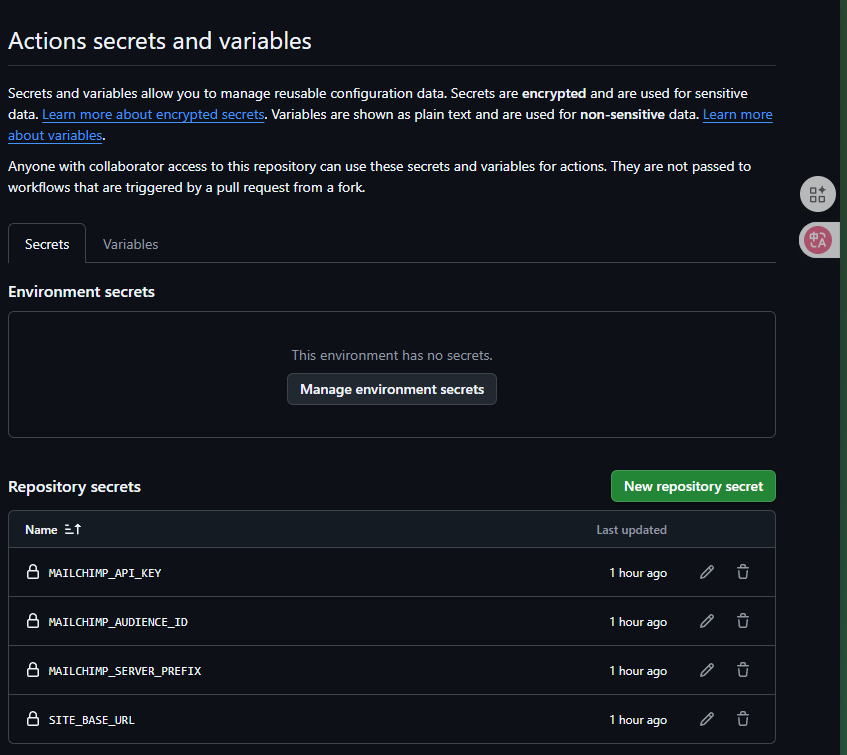 Actions secrets and variables
Secrets and variables allow you to manage reusable configuration data. Secrets are encrypted and are used for sensitive
data. Learn more about encrypted secrets. Variables are shown as plain text and are used for non-sensitive data. Learn more
about variables.
Anyone with collaborator access to this repository can use these secrets and variables for actions. They are not passed to
workflows that are triggered by a pull request from a fork.
Secrets Variables
Environment secrets
This environment has no secrets.
Manage environment secrets
Repository secrets New repository secret
Name Last updated
MAILCHIMP_API_KEY 1 hour ago
MAILCHIMP_AUDIENCE_ID 1 hour ago
MAILCHIMP_SERVER_PREFIX 1 hour ago
SITE_BASE_URL 1 hour ago
中A